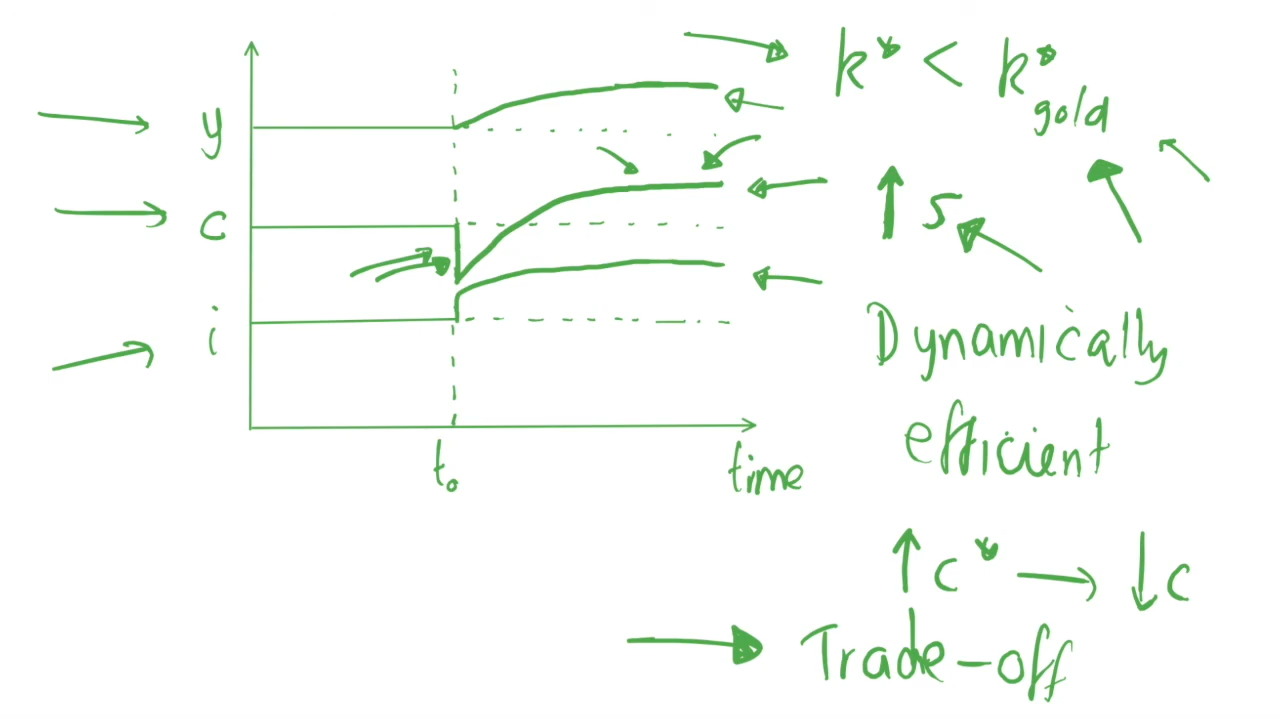 k* < k*gold
y
c
↑ s
i
Dynamically
efficient
t₀
time
↑ c* → ↓ c
Trade-off